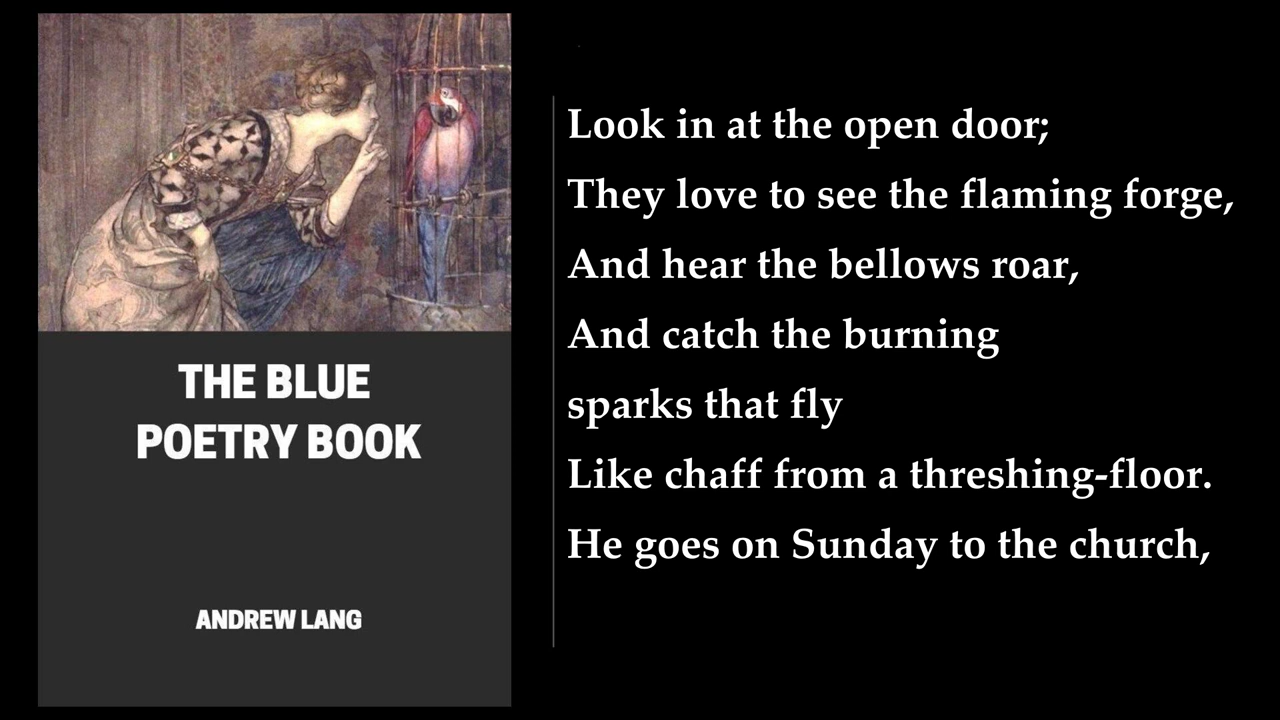 THE BLUE
POETRY BOOK
ANDREW LANG
Look in at the open door;
They love to see the flaming forge,
And hear the bellows roar,
And catch the burning
sparks that fly
Like chaff from a threshing-floor.
He goes on Sunday to the church,